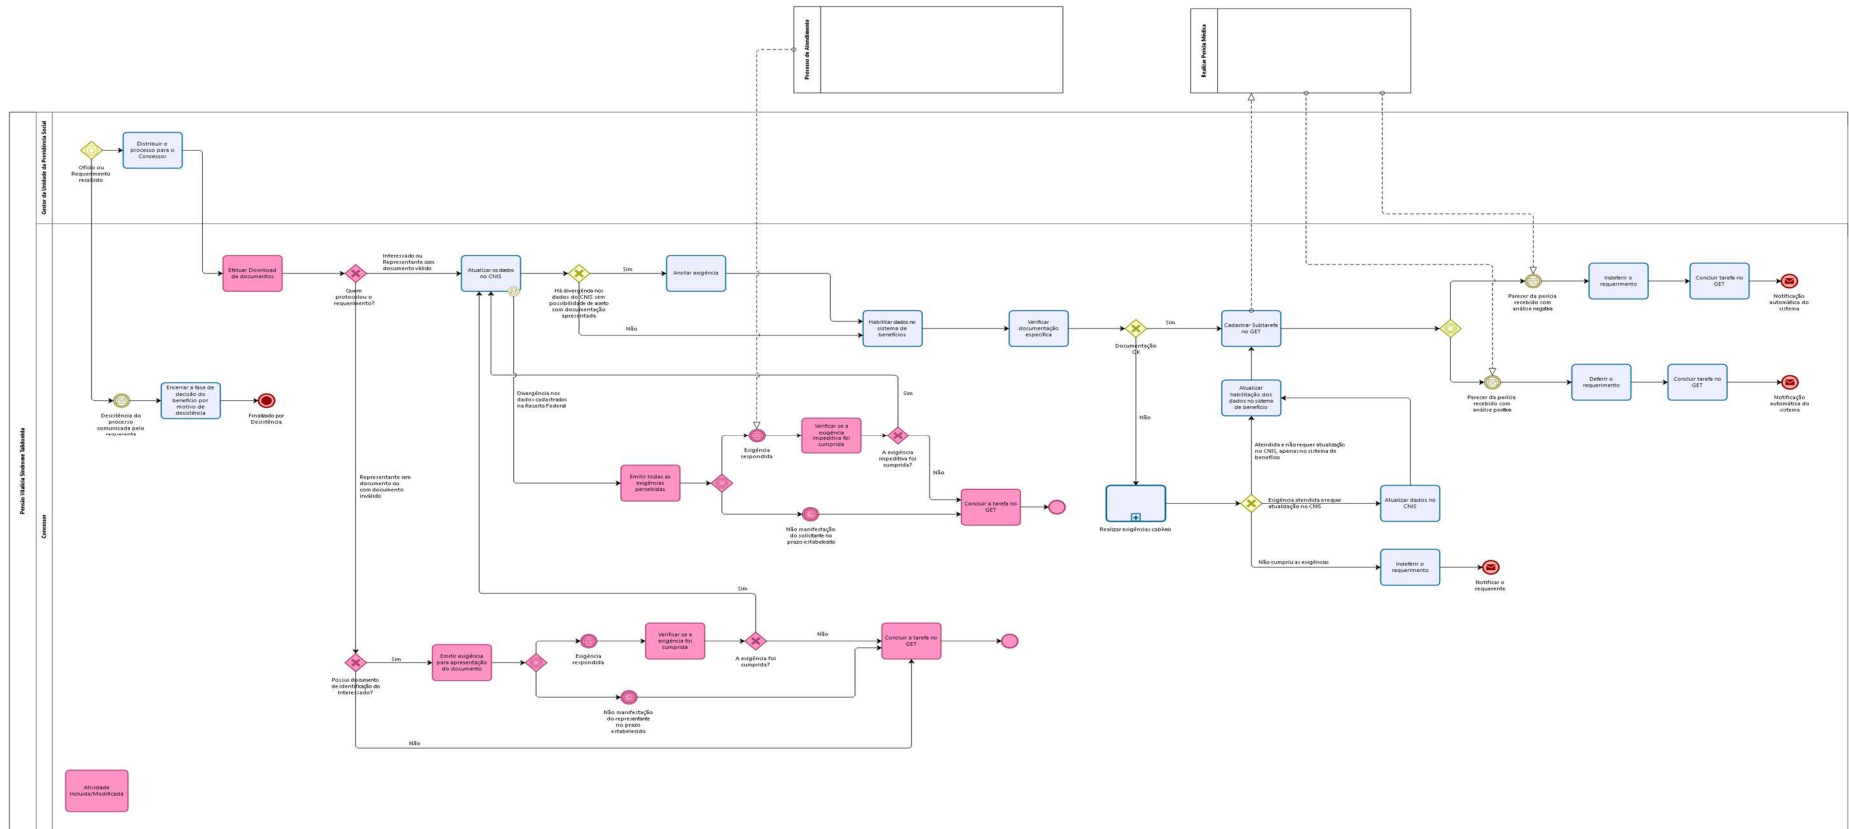 Processo de Atendimento
Realizar Perícia Médica
Pensão Vitalícia Síndrome Talidomida
Gestor da Unidade da Previdência Social
Ofício ou
Requerimento
recebido
Distribuir o
processo para o
Concessor
Concessor
Efetuar Download
de documentos
Quem
protocolou o
requerimento?
Interessado ou
Representante com
documento válido
Atualizar os dados
no CNIS
Há divergência nos
dados do CNIS sem
possibilidade de acerto
com documentação
apresentada
Sim
Anotar exigência
Não
Habilitar dados no
sistema de
benefícios
Verificar
documentação
específica
Documentação
OK
Sim
Cadastrar Subtarefa
no GET
Parecer da perícia
recebido com
análise negativa
Indeferir o
requerimento
Concluir tarefa no
GET
Notificação
automática do
sistema
Parecer da perícia
recebido com
análise positiva
Deferir o
requerimento
Concluir tarefa no
GET
Notificação
automática do
sistema
Desistência do
processo
comunicada pelo
requerente
Encerrar a fase de
decisão do
benefício por
motivo de
desistência
Finalizado por
Desistência
Divergência nos
dados cadastrados
na Receita Federal
Sim
Exigência
respondida
Verificar se a
exigência
impeditiva foi
cumprida
A exigência
impeditiva foi
cumprida?
Não
Emitir todas as
exigências
percebidas
Não manifestação
do solicitante no
prazo estabelecido
Concluir a tarefa no
GET
Não
Atualizar
habilitação dos
dados no sistema
de benefício
Atendida e não requer atualização
no CNIS, apenas no sistema de
benefício
Realizar exigências cabíveis
Exigência atendida e requer
atualização no CNIS
Atualizar dados no
CNIS
Não cumpriu as exigências
Indeferir o
requerimento
Notificar o
requerente
Representante sem
documento ou
com documento
inválido
Possui documento
de identificação do
interessado?
Sim
Emitir exigência
para apresentação
do documento
Exigência
respondida
Verificar se a
exigência foi
cumprida
Sim
A exigência foi
cumprida?
Não
Concluir a tarefa no
GET
Não manifestação
do representante
no prazo
estabelecido
Não
Atividade
Incluída/Modificada